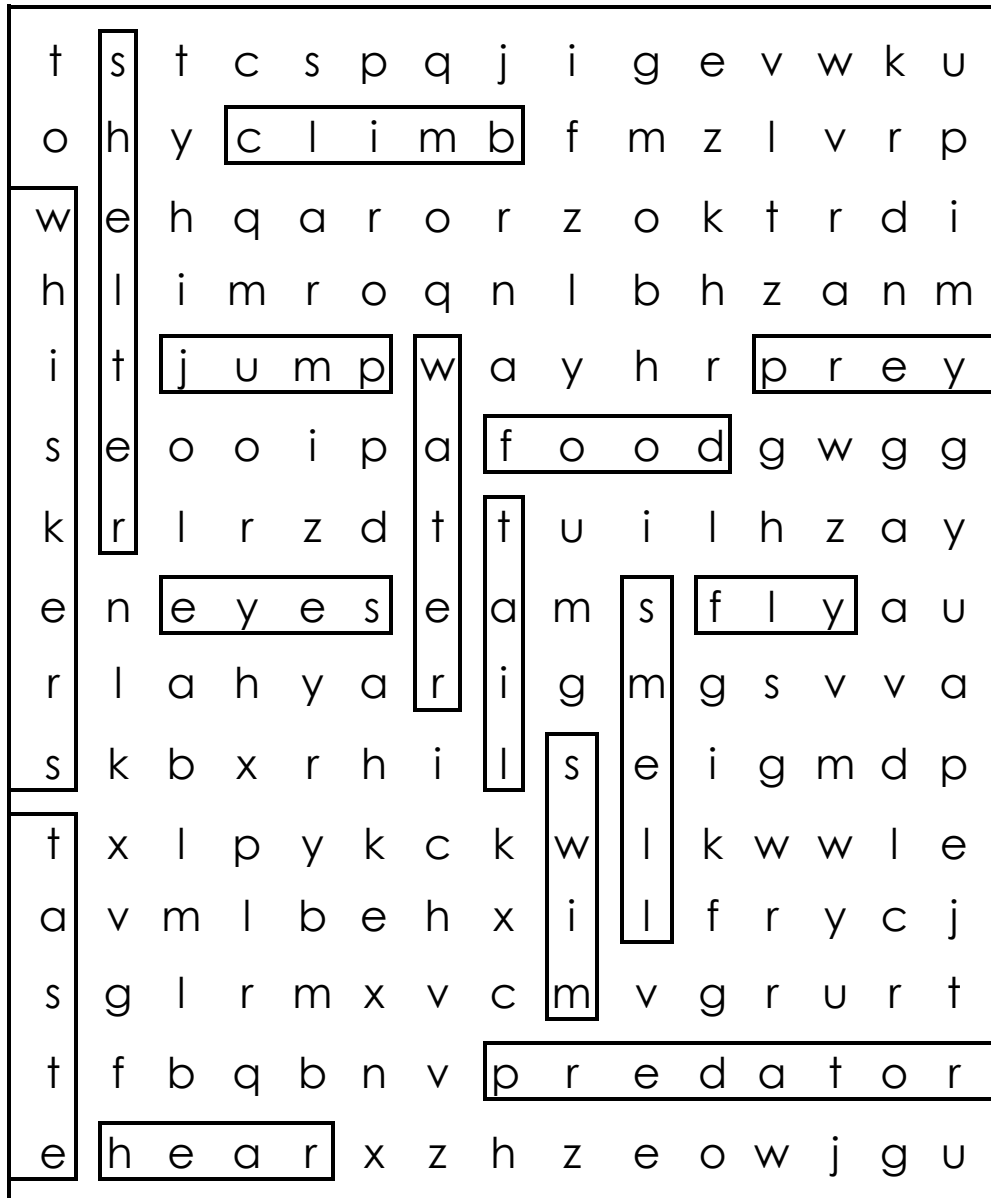 t s t c s p q j i g e v w k u
o h y c l i m b f m z l v r p
w e h q a r o r z o k t r d i
h l i m r o q n l b h z a n m
i t j u m p w a y h r p r e y
s e o o i p a f o o d g w g g
k r l r z d t t u i l h z a y
e n e y e s e a m s f l y a u
r l a h y a r i g m g s v v a
s k b x r h i l s e i g m d p
t x l p y k c k w l k w w l e
a v m l b e h x i l f r y c j
s g l r m x v c m v g r u r t
t f b q b n v p r e d a t o r
e h e a r x z h z e o w j g u